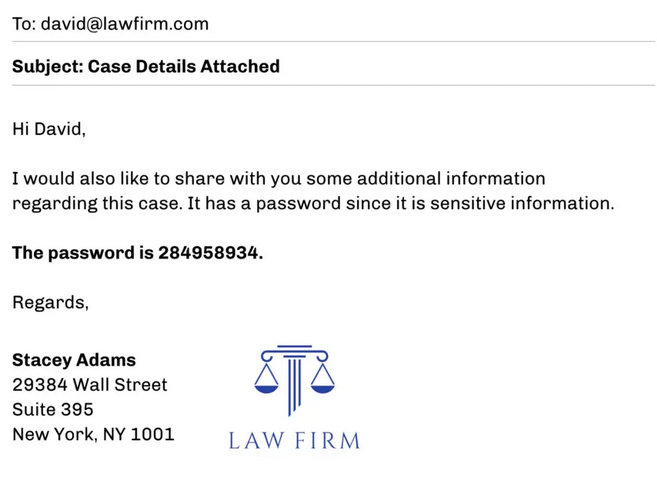 To: david@lawfirm.com
Subject: Case Details Attached
Hi David,
I would also like to share with you some additional information
regarding this case. It has a password since it is sensitive information.
The password is 284958934.
Regards,
Stacey Adams
29384 Wall Street
Suite 395
New York, NY 1001
LAW FIRM